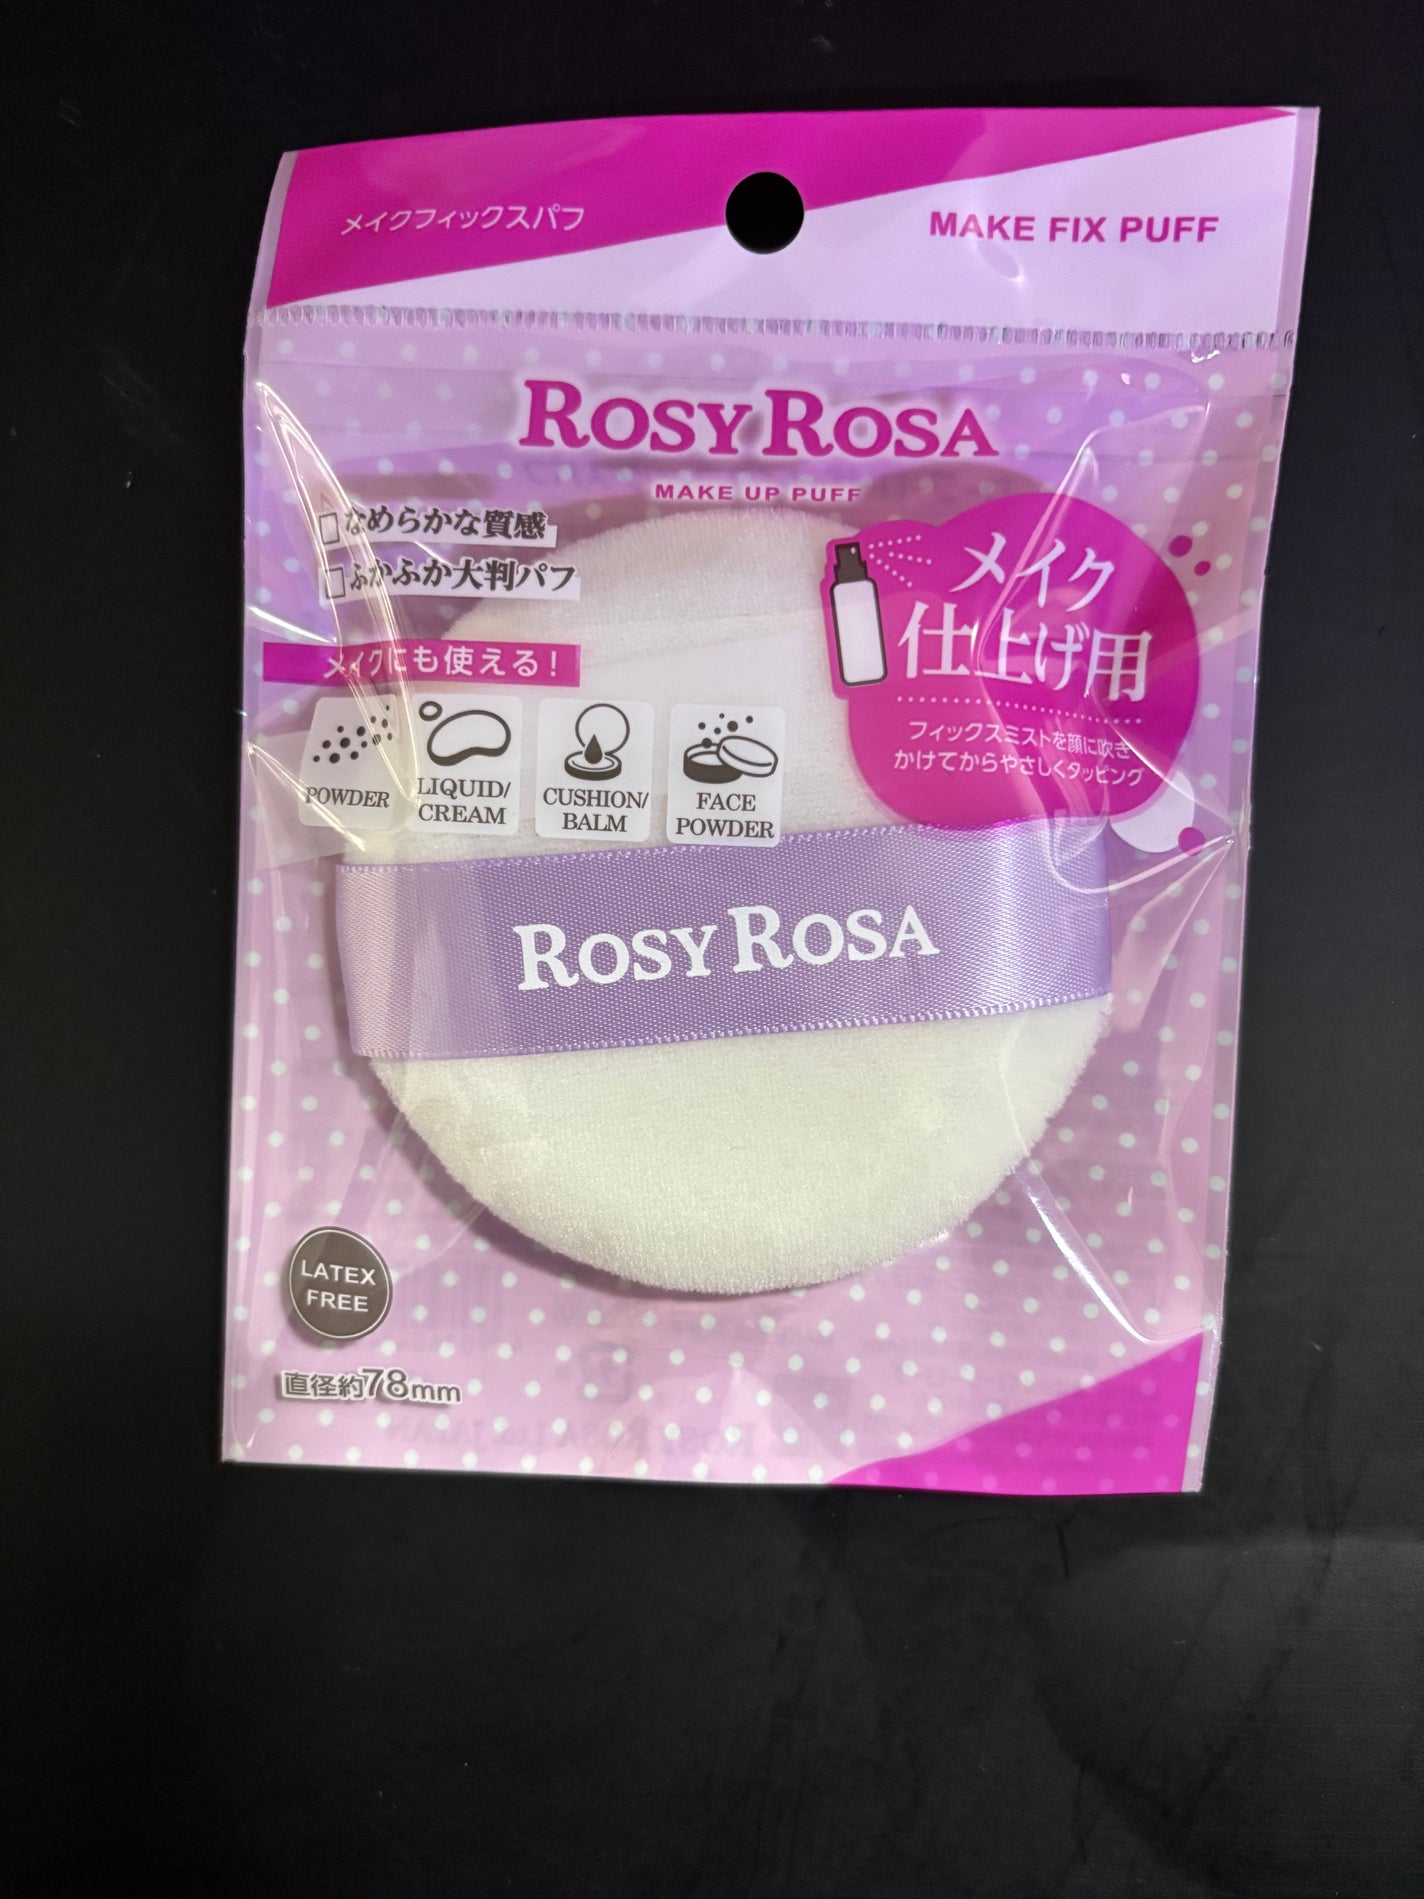 メイクフィックスパフ
MAKE FIX PUFF
ROSY ROSA
MAKE UP PUFF
なめらかな質感
ふかふか大判パフ
メイクにも使える!
メイク
仕上げ用
フィックスミストを顔に吹き
かけてからやさしくタッピング
POWDER
LIQUID/
CREAM
CUSHION/
BALM
FACE
POWDER
ROSY ROSA
LATEX
FREE
直径約78mm